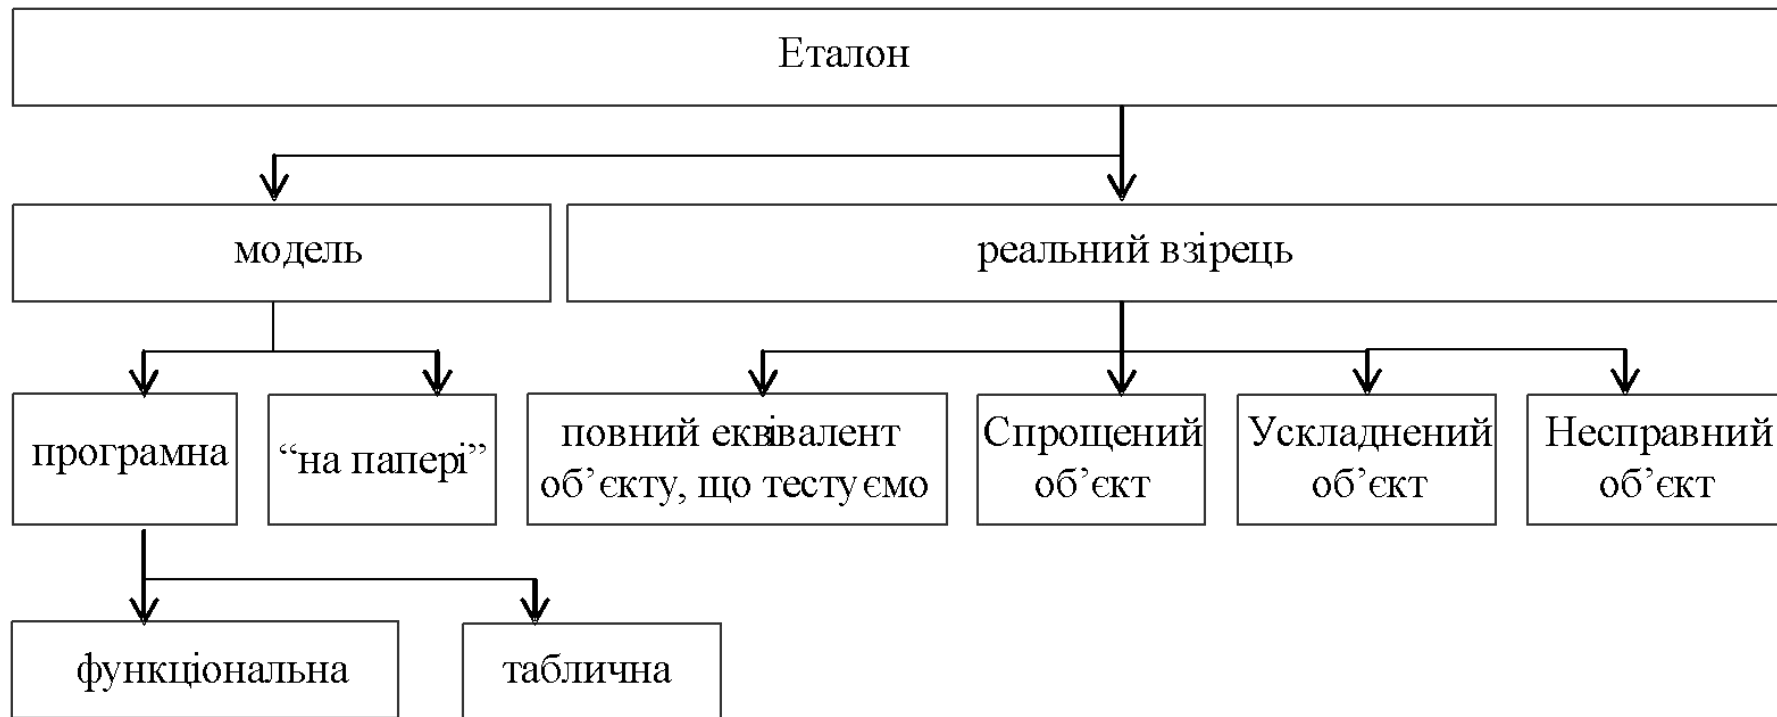 Еталон
модель
реальний взірець
програмна
“на папері”
повний еквівалент
об’єкту, що тестуємо
Спрощений
об’єкт
Ускладнений
об’єкт
Несправний
об’єкт
функціональна
таблична